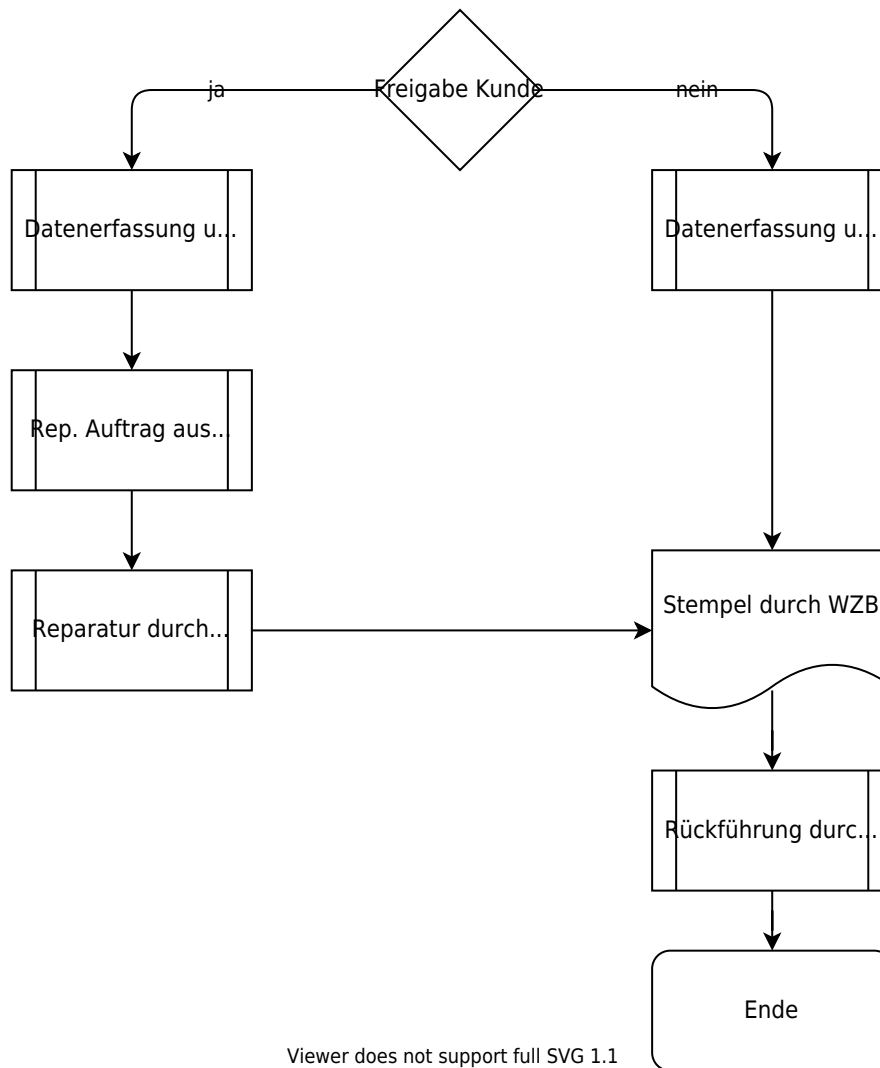 Freigabe Kunde
ja
nein
Datenerfassung u...
Datenerfassung u...
Rep. Auftrag aus...
Stempel durch WZB
Reparatur durch...
Rückführung durc...
Ende
Viewer does not support full SVG 1.1